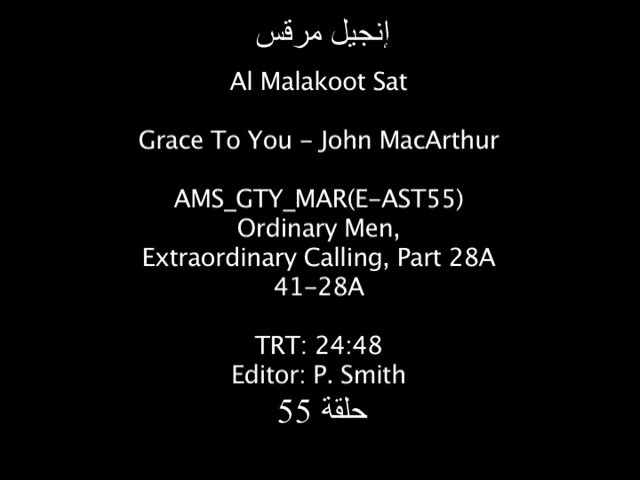 إنجيل مرقس
Al Malakoot Sat
Grace To You - John MacArthur
AMS_GTY_MAR(E-AST55)
Ordinary Men,
Extraordinary Calling, Part 28A
41-28A
TRT: 24:48
Editor: P. Smith
حلقة 55